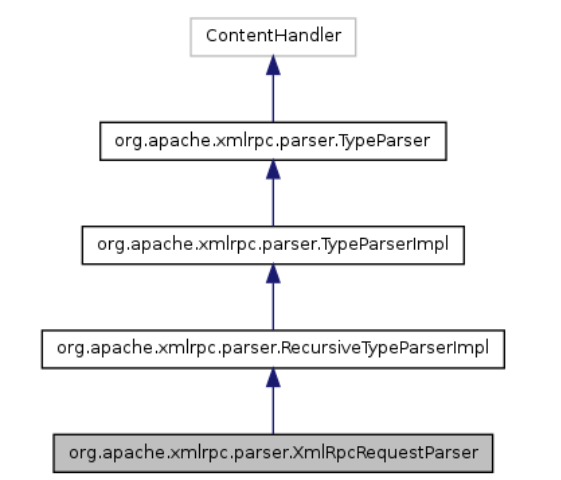 ContentHandler
org.apache.xmlrpc.parser.TypeParser
org.apache.xmlrpc.parser.TypeParserImpl
org.apache.xmlrpc.parser.RecursiveTypeParserImpl
org.apache.xmlrpc.parser.XmlRpcRequestParser